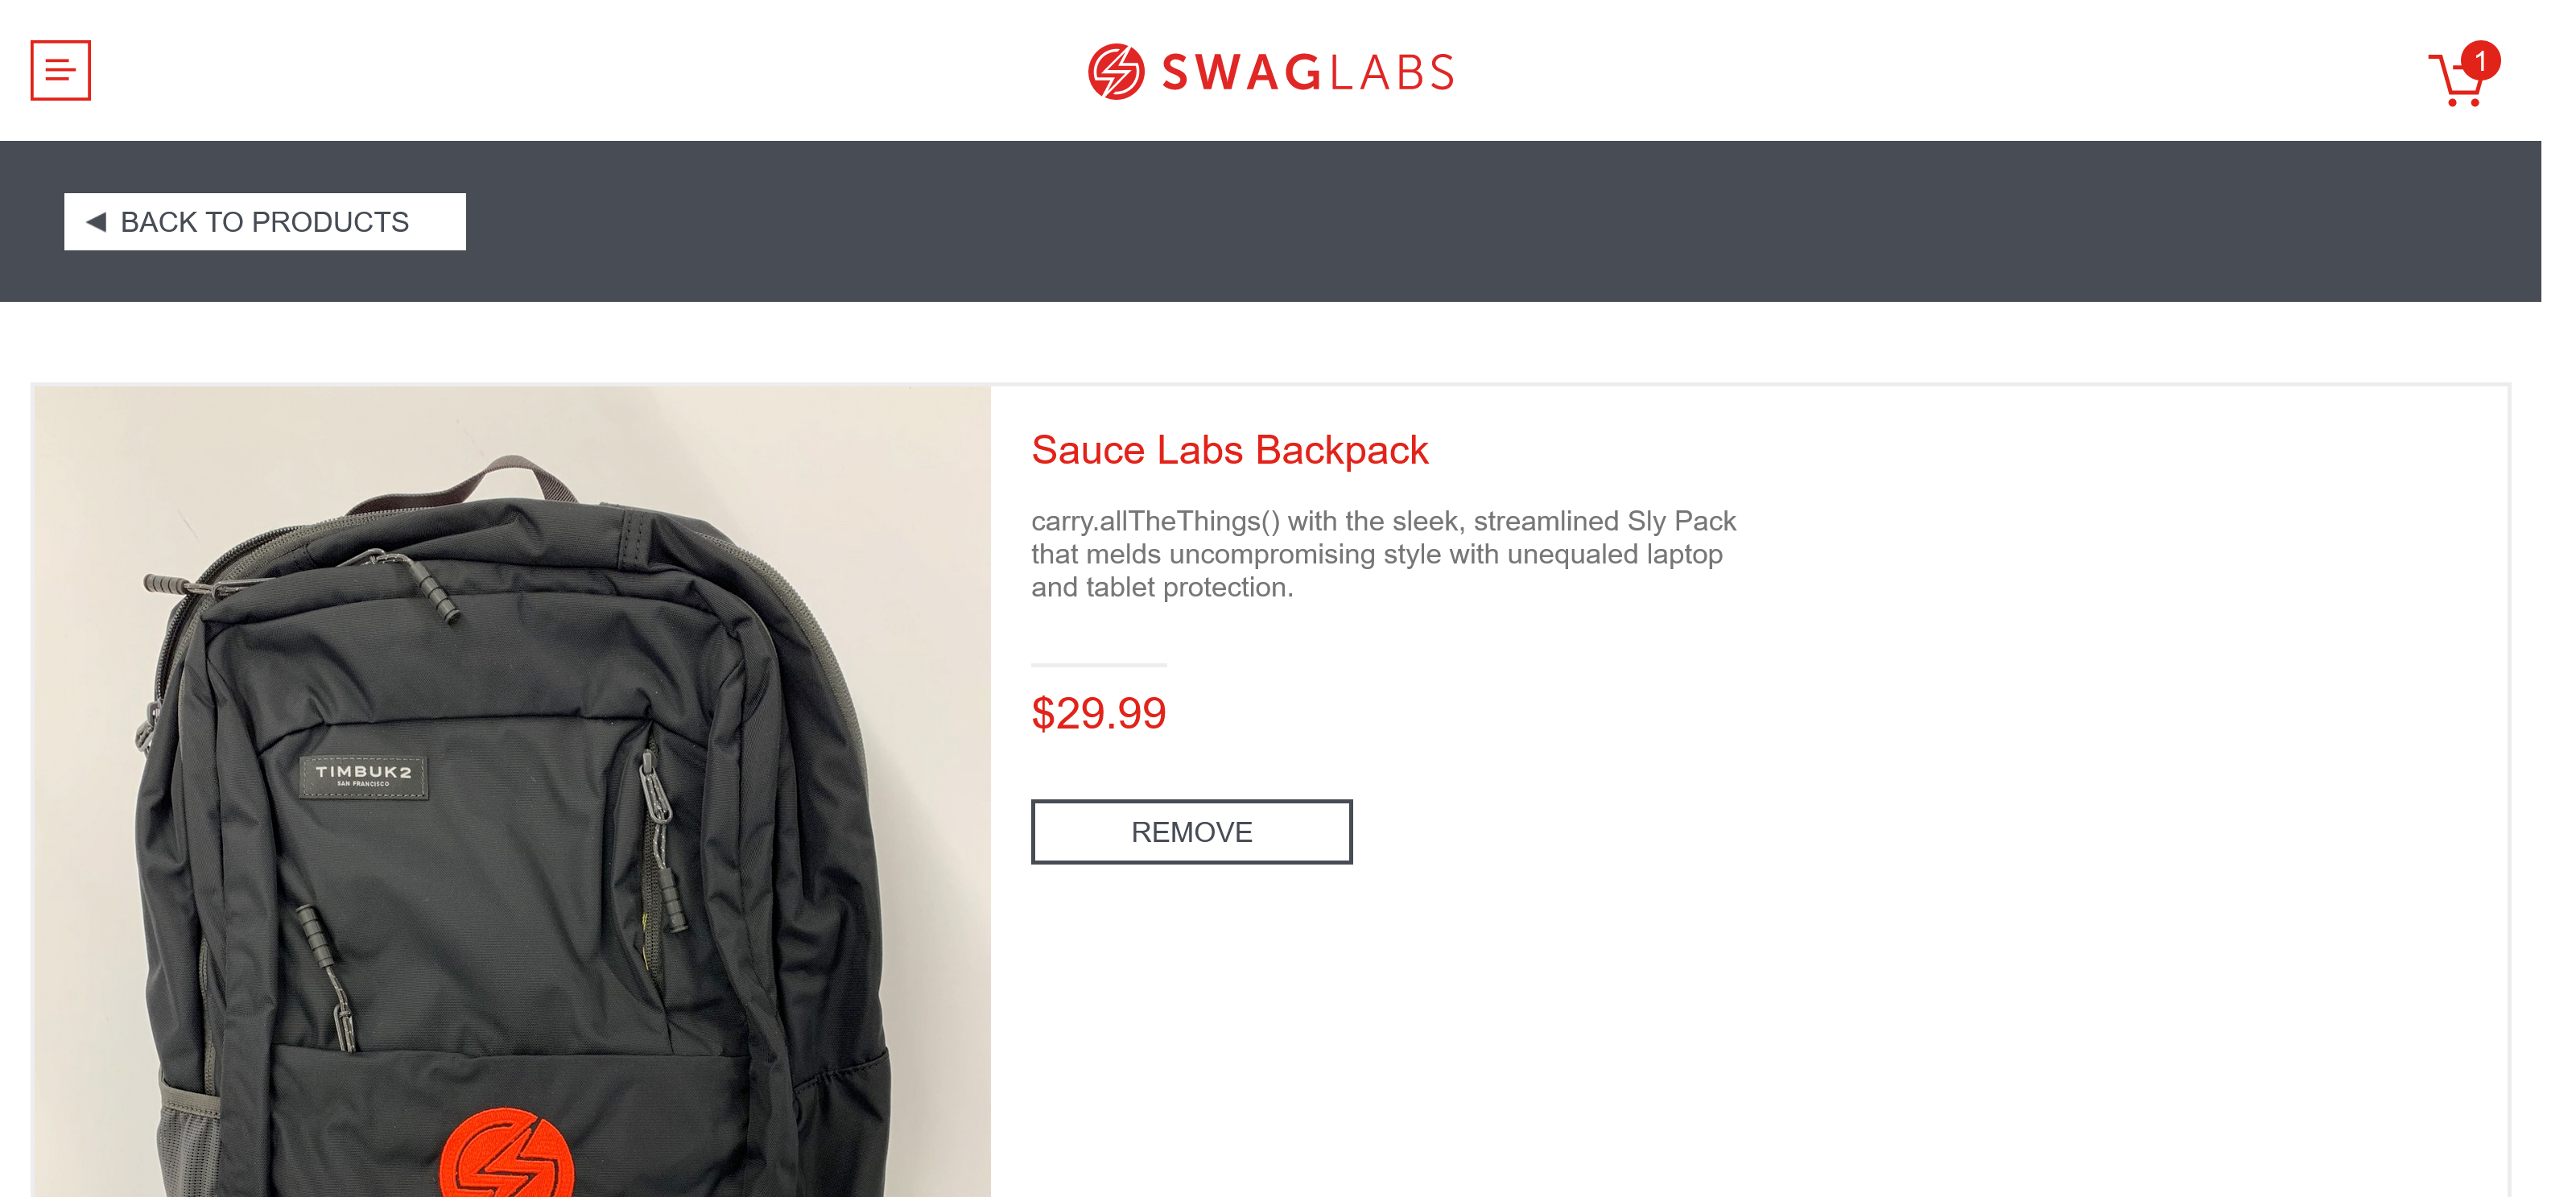 SWAGLABS
1
BACK TO PRODUCTS
Sauce Labs Backpack
carry.allTheThings() with the sleek, streamlined Sly Pack
that melds uncompromising style with unequaled laptop
and tablet protection.
$29.99
REMOVE
TIMBUK2
SAN FRANCISCO